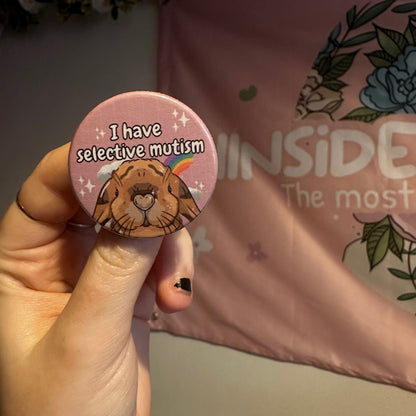 I have
selective mutism
INSiDE
The most